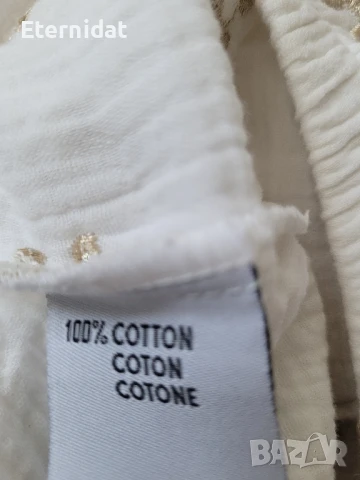 Eternidat
100% COTTON
COTON
COTONE
BAZAR